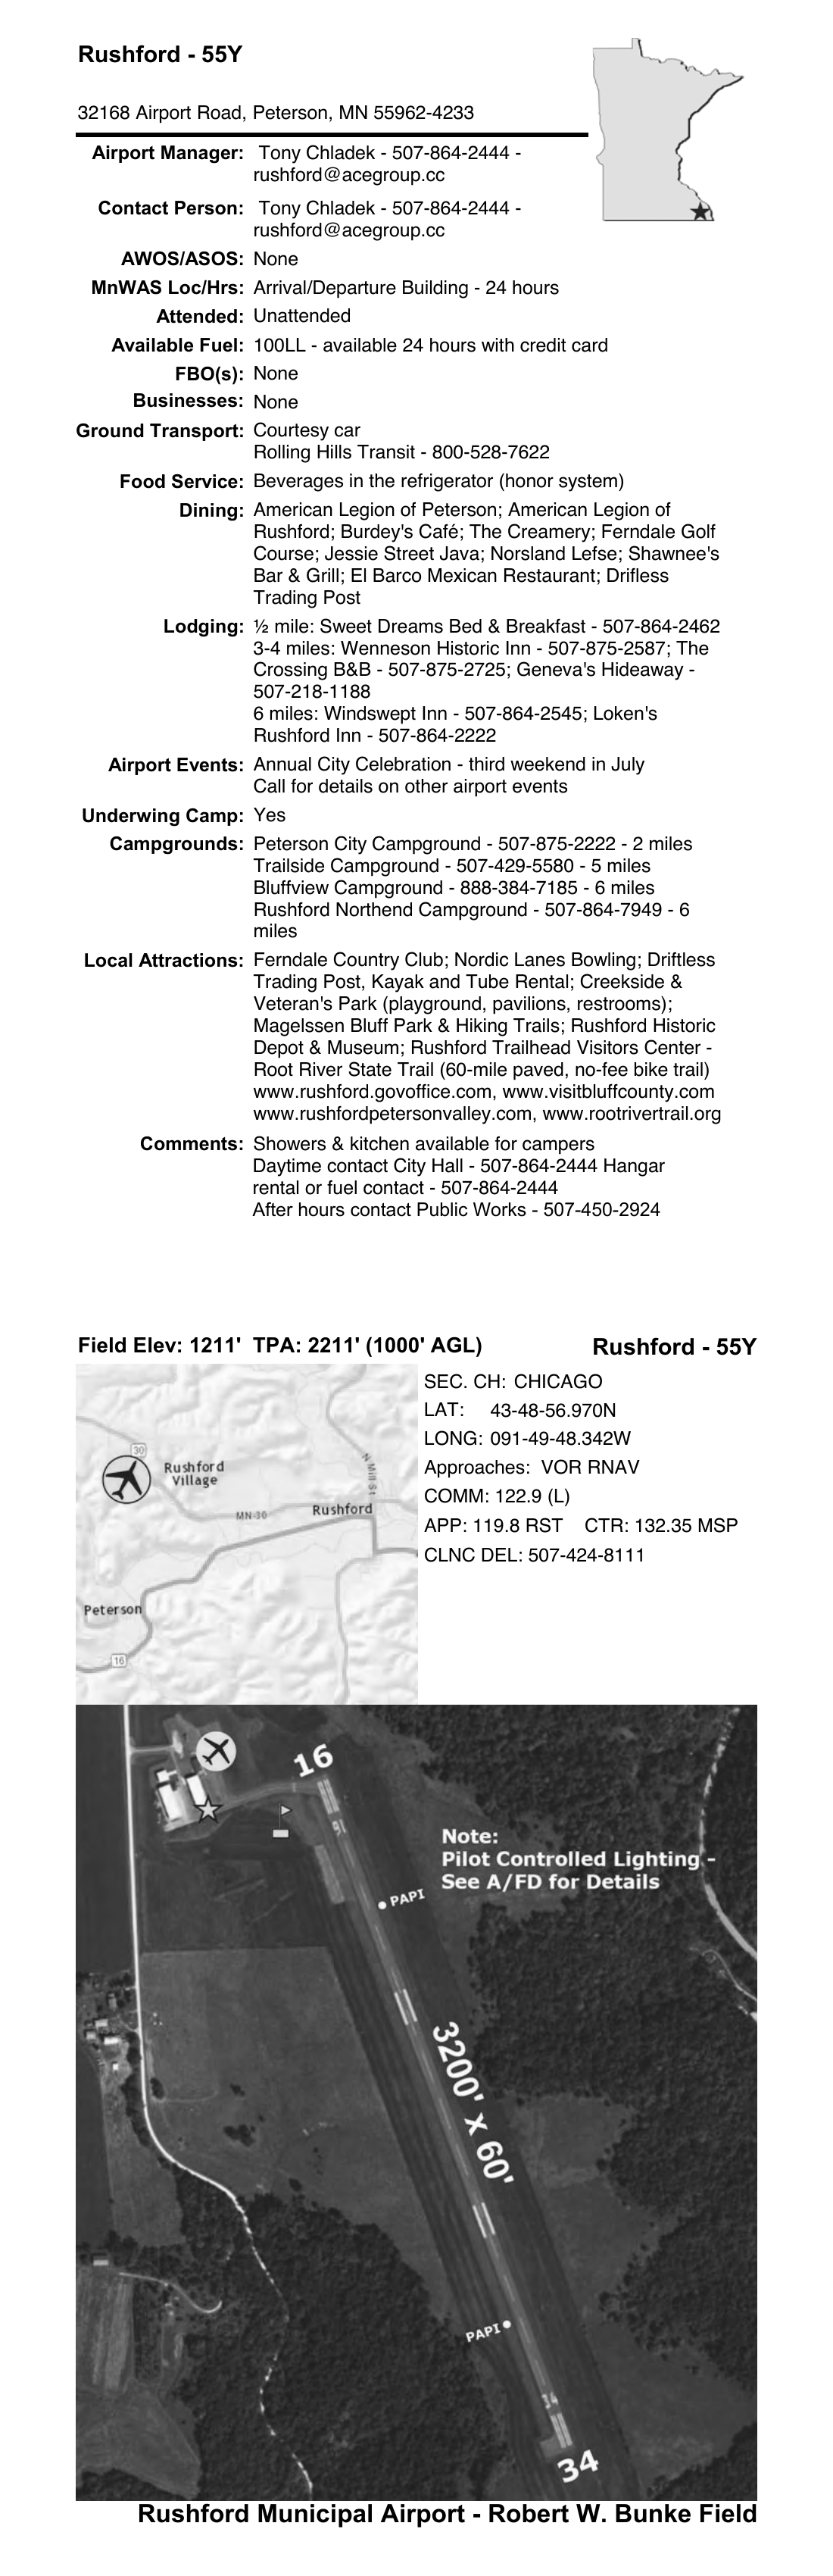 Rushford - 55Y
32168 Airport Road, Peterson, MN 55962-4233
Airport Manager: Tony Chladek - 507-864-2444 -
rushford@acegroup.cc
Contact Person: Tony Chladek - 507-864-2444 -
rushford@acegroup.cc
AWOS/ASOS: None
MnWAS Loc/Hrs: Arrival/Departure Building - 24 hours
Attended: Unattended
Available Fuel: 100LL - available 24 hours with credit card
FBO(s): None
Businesses: None
Ground Transport: Courtesy car
Rolling Hills Transit - 800-528-7622
Food Service: Beverages in the refrigerator (honor system)
Dining: American Legion of Peterson; American Legion of
Rushford; Burdey's Café; The Creamery; Ferndale Golf
Course; Jessie Street Java; Norsland Lefse; Shawnee's
Bar & Grill; El Barco Mexican Restaurant; Drifless
Trading Post
Lodging: ½ mile: Sweet Dreams Bed & Breakfast - 507-864-2462
3-4 miles: Wenneson Historic Inn - 507-875-2587; The
Crossing B&B - 507-875-2725; Geneva's Hideaway -
507-218-1188
6 miles: Windswept Inn - 507-864-2545; Loken's
Rushford Inn - 507-864-2222
Airport Events: Annual City Celebration - third weekend in July
Call for details on other airport events
Underwing Camp: Yes
Campgrounds: Peterson City Campground - 507-875-2222 - 2 miles
Trailside Campground - 507-429-5580 - 5 miles
Bluffview Campground - 888-384-7185 - 6 miles
Rushford Northend Campground - 507-864-7949 - 6
miles
Local Attractions: Ferndale Country Club; Nordic Lanes Bowling; Driftless
Trading Post, Kayak and Tube Rental; Creekside &
Veteran's Park (playground, pavilions, restrooms);
Magelssen Bluff Park & Hiking Trails; Rushford Historic
Depot & Museum; Rushford Trailhead Visitors Center -
Root River State Trail (60-mile paved, no-fee bike trail)
www.rushford.govoffice.com, www.visitbluffcounty.com
www.rushfordpetersonvalley.com, www.rootrivertrail.org
Comments: Showers & kitchen available for campers
Daytime contact City Hall - 507-864-2444 Hangar
rental or fuel contact - 507-864-2444
After hours contact Public Works - 507-450-2924
Field Elev: 1211' TPA: 2211' (1000' AGL) Rushford - 55Y
SEC. CH: CHICAGO
LAT: 43-48-56.970N
LONG: 091-49-48.342W
Approaches: VOR RNAV
COMM: 122.9 (L)
APP: 119.8 RST CTR: 132.35 MSP
CLNC DEL: 507-424-8111
30
Rushford
Village
N Mill St
MN-30
Rushford
Peterson
16
16
16
Note:
Pilot Controlled Lighting -
See A/FD for Details
PAPI
3200' x 60'
PAPI
34
34
Rushford Municipal Airport - Robert W. Bunke Field